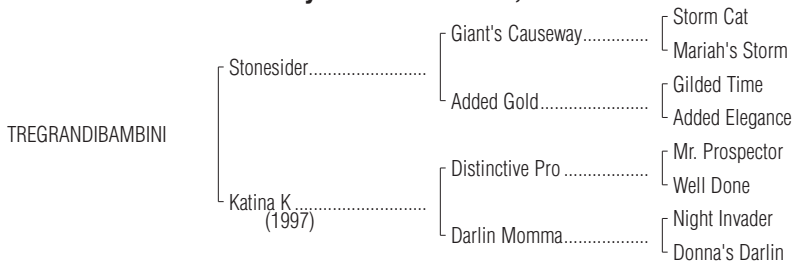 Storm Cat
Giant's Causeway...............
Mariah's Storm
Stonesider..........................
Gilded Time
Added Gold.......................
Added Elegance
TREGRANDIBAMBINI
Mr. Prospector
Distinctive Pro ..................
Well Done
Katina K .............................
(1997)
Night Invader
Darlin Momma...................
Donna's Darlin